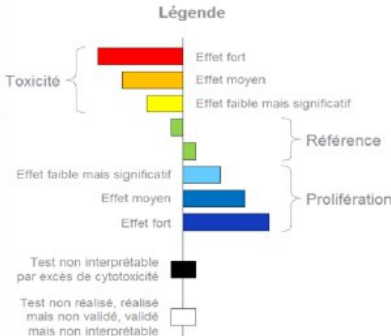 Légende
Effet fort
Toxicité
Effet moyen
Effet faible mais significatif
Référence
Effet faible mais significatif
Effet moyen
Prolifération
Effet fort
Test non interprétable
par excès de cytotoxicité
Test non réalisé, réalisé
mais non validé, validé
mais non interprétable